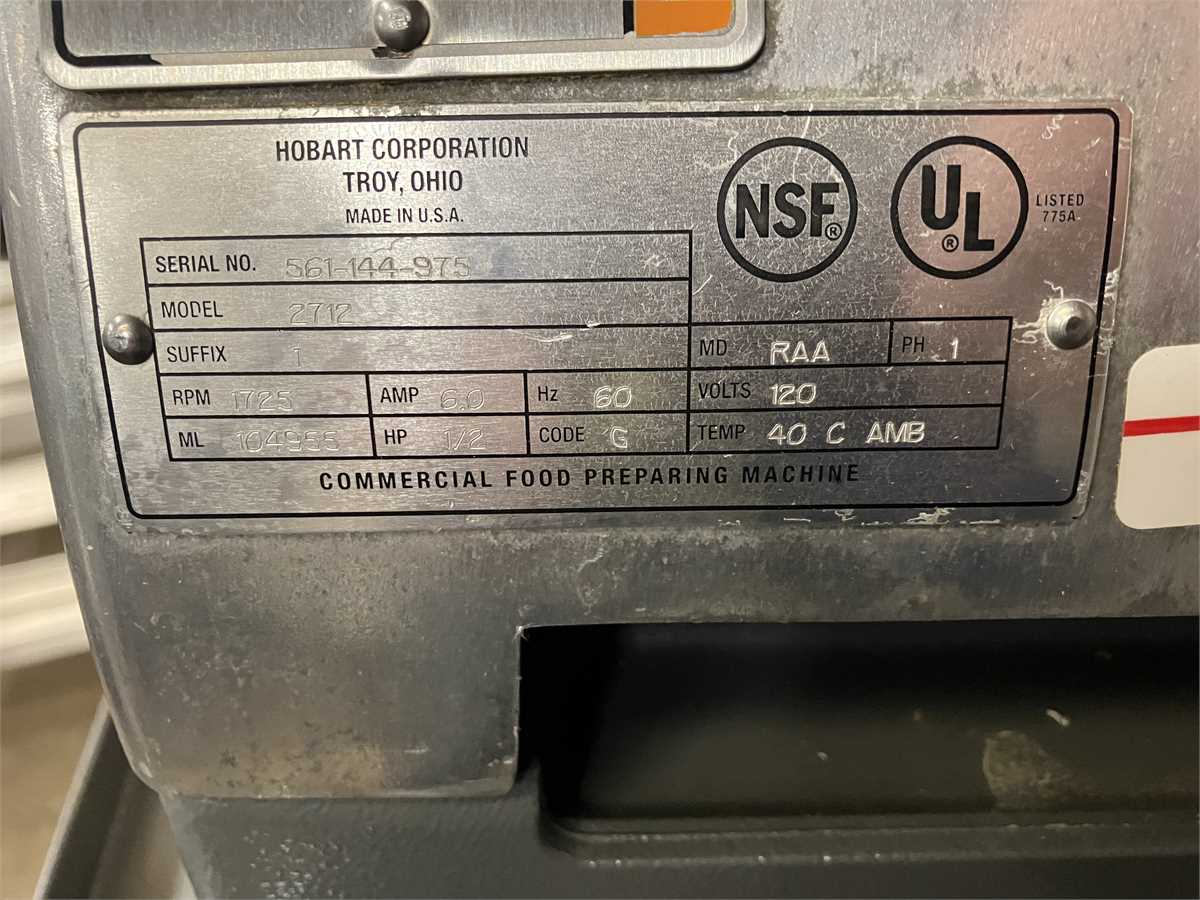 HOBART CORPORATION
TROY, OHIO
MADE IN U.S.A.
NSF®
UL®
LISTED
775A
SERIAL NO. 561-144-975
MODEL 2712
SUFFIX 1 MD RAA PH 1
RPM 1725 AMP 6.0 Hz 60 VOLTS 120
ML 104955 HP 1/2 CODE G TEMP 40 C AMB
COMMERCIAL FOOD PREPARING MACHINE